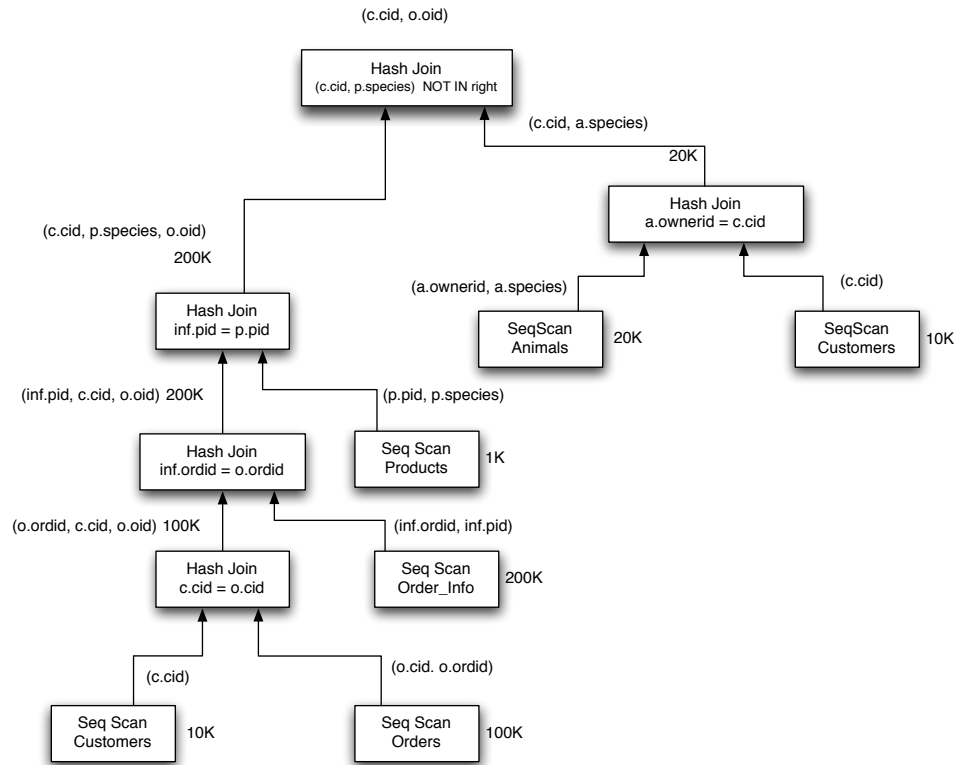 (c.cid, o.oid)
Hash Join
(c.cid, p.species) NOT IN right
(c.cid, a.species)
20K
Hash Join
a.ownerid = c.cid
(c.cid, p.species, o.oid)
200K
(a.ownerid, a.species)
(c.cid)
Hash Join
inf.pid = p.pid
SeqScan
Animals
20K
SeqScan
Customers
10K
(inf.pid, c.cid, o.oid) 200K
(p.pid, p.species)
Hash Join
inf.ordid = o.ordid
Seq Scan
Products
1K
(o.ordid, c.cid, o.oid) 100K
(inf.ordid, inf.pid)
Hash Join
c.cid = o.cid
Seq Scan
Order_Info
200K
(c.cid)
(o.cid. o.ordid)
Seq Scan
Customers
10K
Seq Scan
Orders
100K